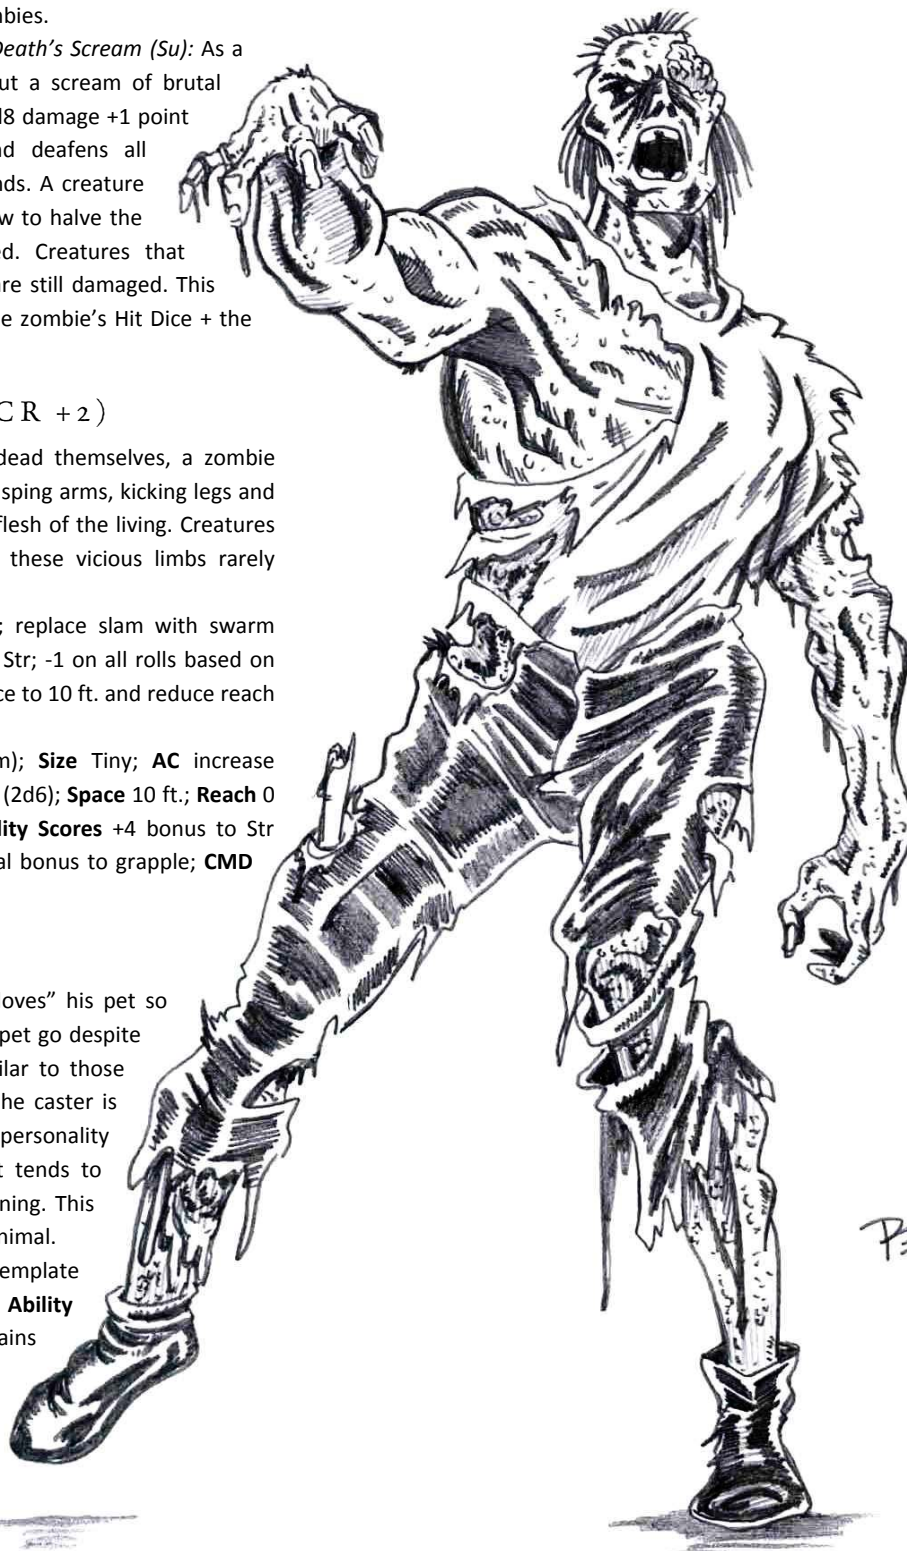 nbies.
Death’s Scream (Su): As a
ut a scream of brutal
d8 damage +1 point
nd deafens all
nds. A creature
w to halve the
ed. Creatures that
are still damaged. This
e zombie’s Hit Dice + the
CR +2)
dead themselves, a zombie
sping arms, kicking legs and
flesh of the living. Creatures
these vicious limbs rarely
; replace slam with swarm
Str; -1 on all rolls based on
ce to 10 ft. and reduce reach
m); Size Tiny; AC increase
(2d6); Space 10 ft.; Reach 0
lity Scores +4 bonus to Str
al bonus to grapple; CMD
loves” his pet so
pet go despite
ilar to those
he caster is
personality
t tends to
ning. This
nimal.
template
Ability
ains